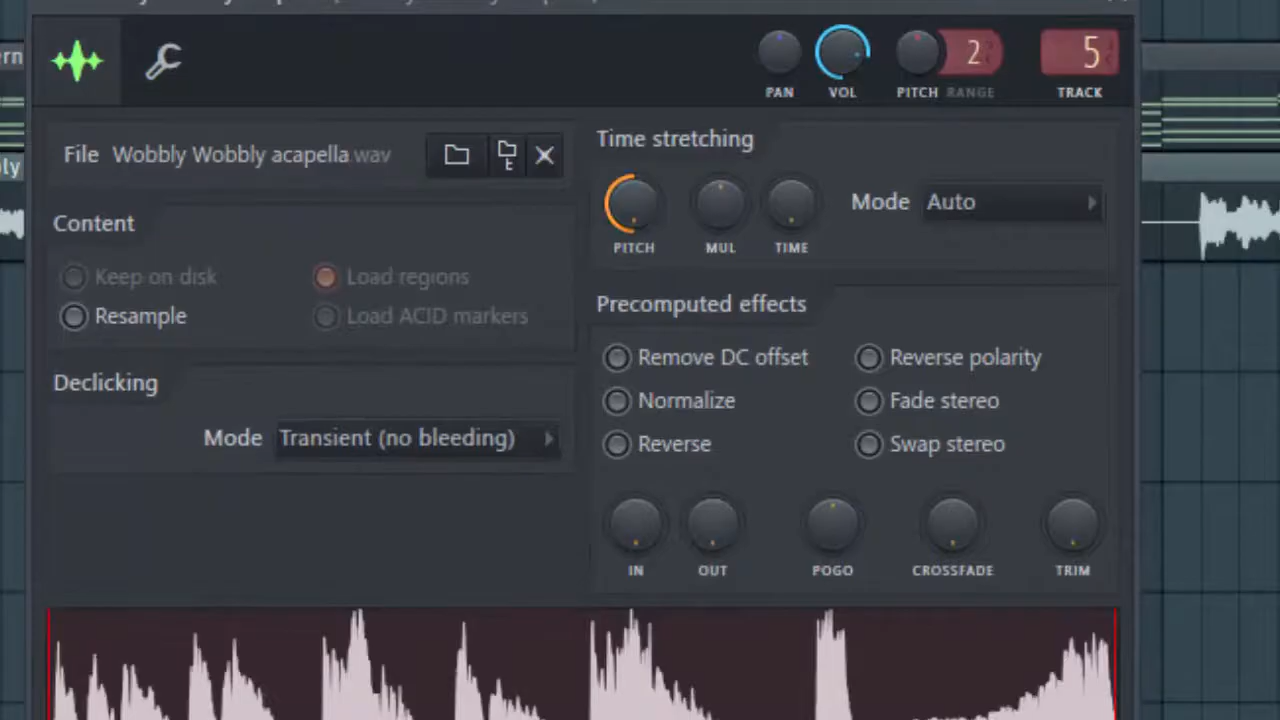 ern
2
5
PAN VOL PITCH RANGE TRACK
File Wobbly Wobbly acapella.wav
Time stretching
PITCH MUL TIME
Mode Auto
Content
Keep on disk
Load regions
Resample
Load ACID markers
Declicking
Mode Transient (no bleeding)
Precomputed effects
Remove DC offset
Reverse polarity
Normalize
Fade stereo
Reverse
Swap stereo
IN OUT POGO CROSSFADE TRIM